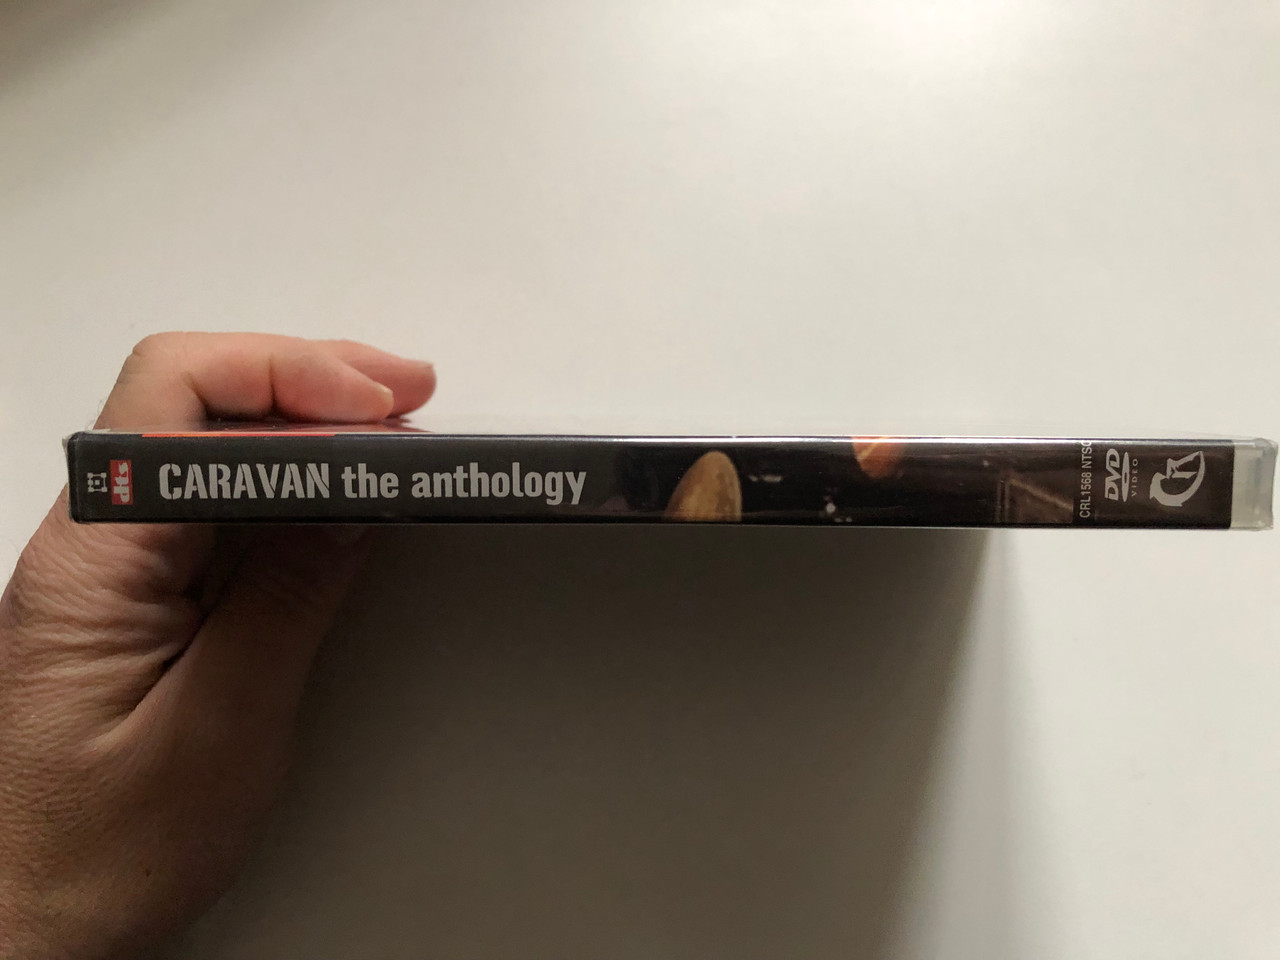 dts
CARAVAN the anthology
CRL1568 NTSC
DVD
VIDEO